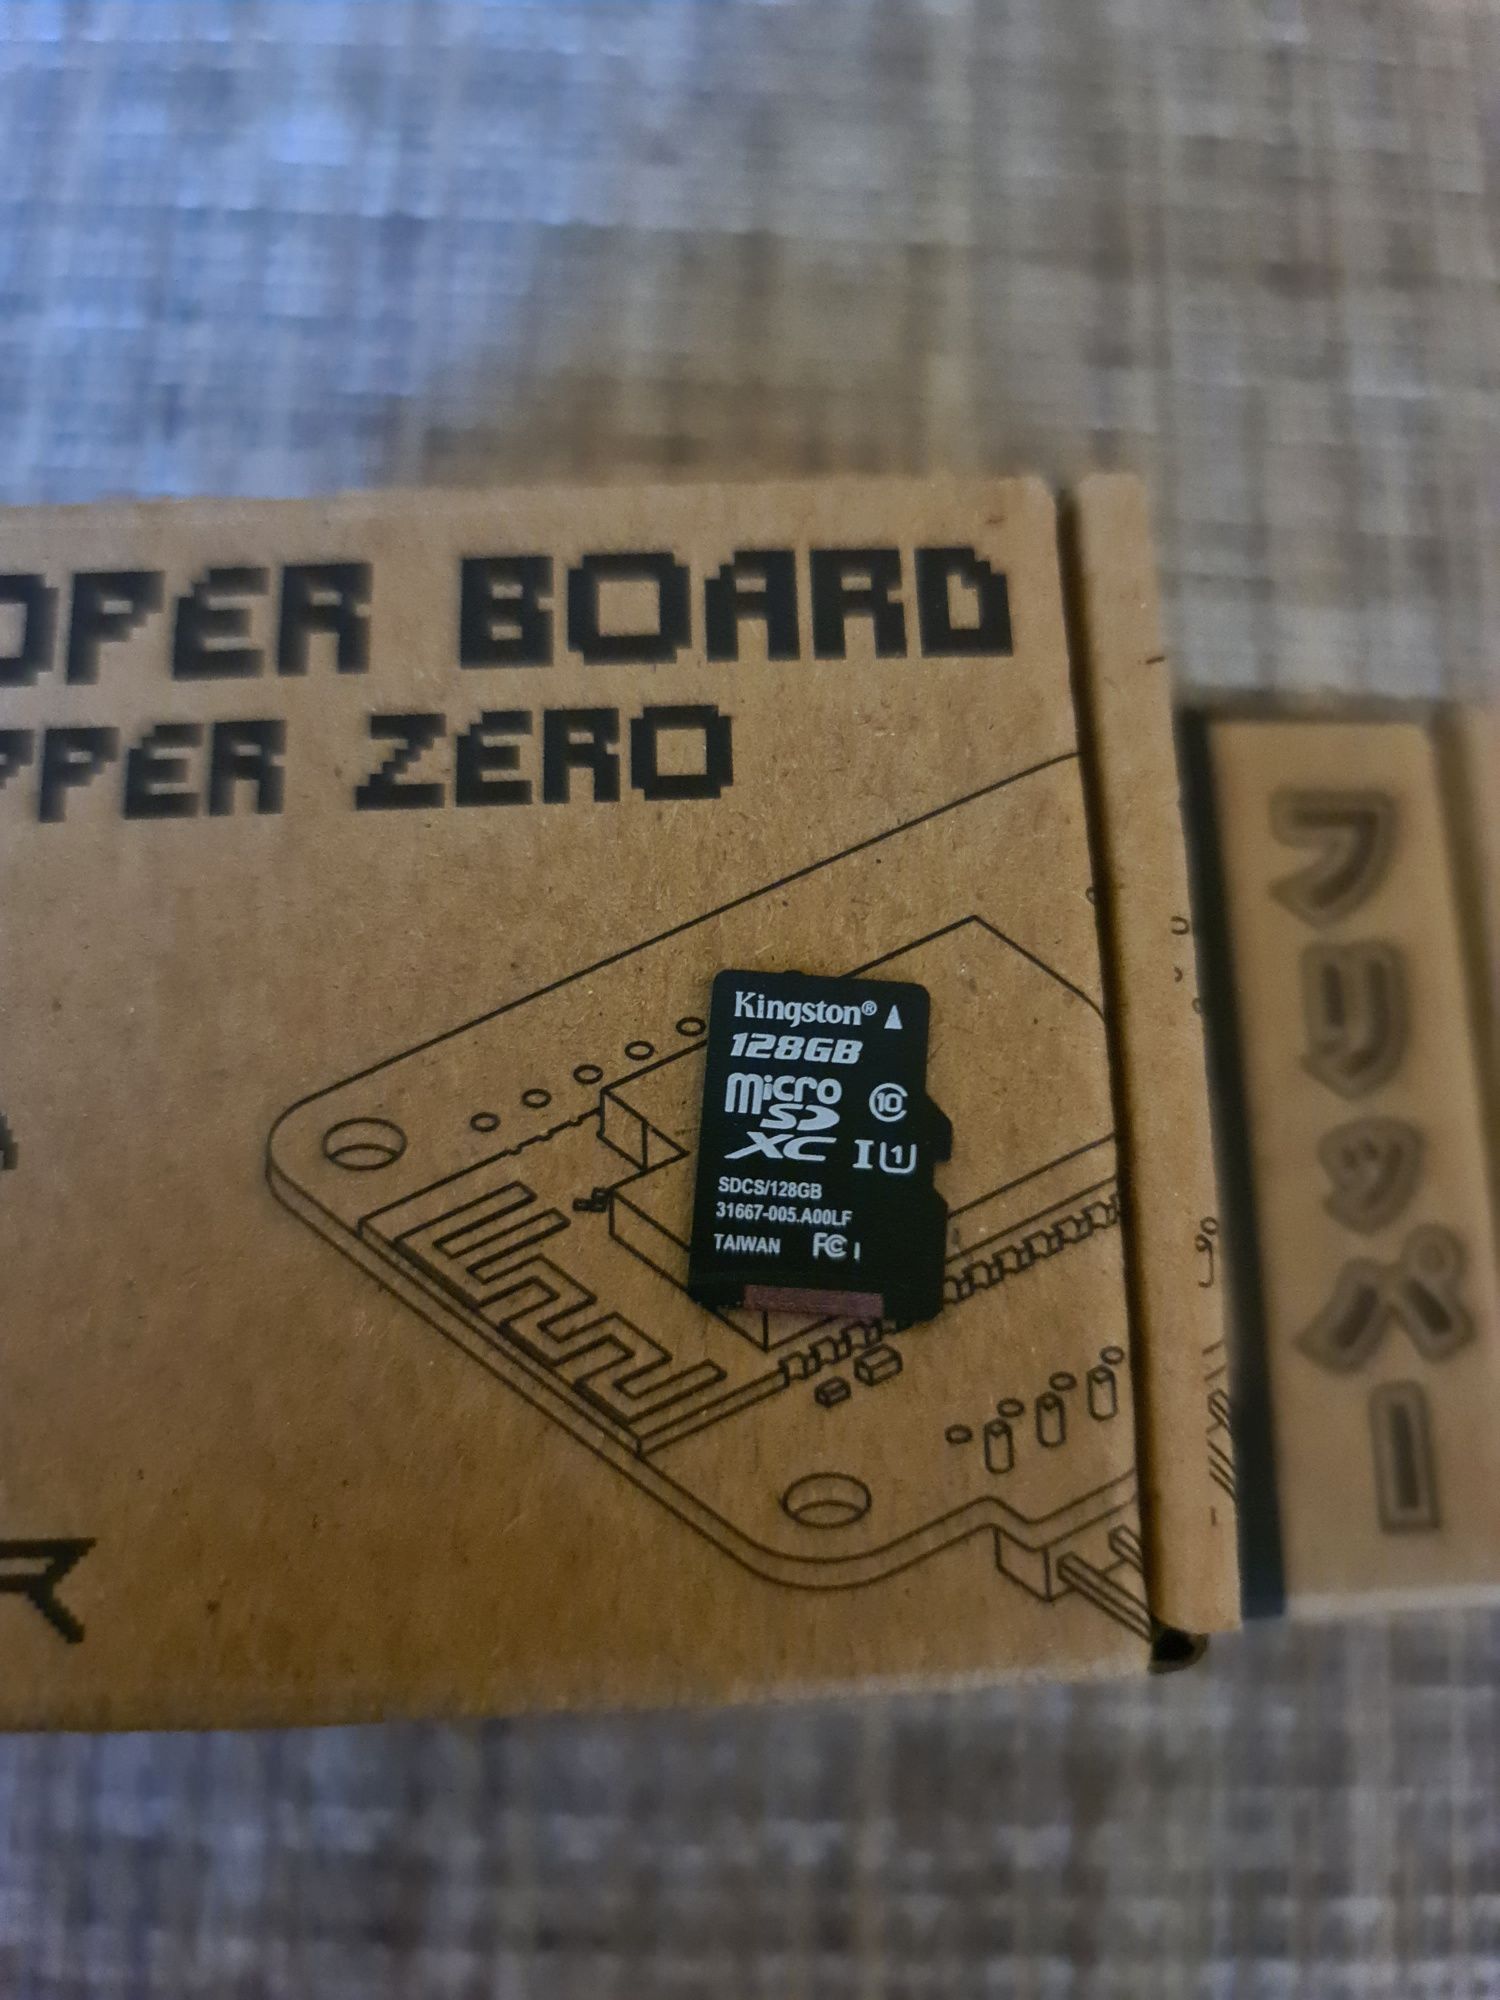 OPER BOARD
PPER ZERO
Kingston®
128GB
micro
SD
XC I 1
10
SDCS/128GB
31667-005.A00LF
TAIWAN FC I
フリッパー
R